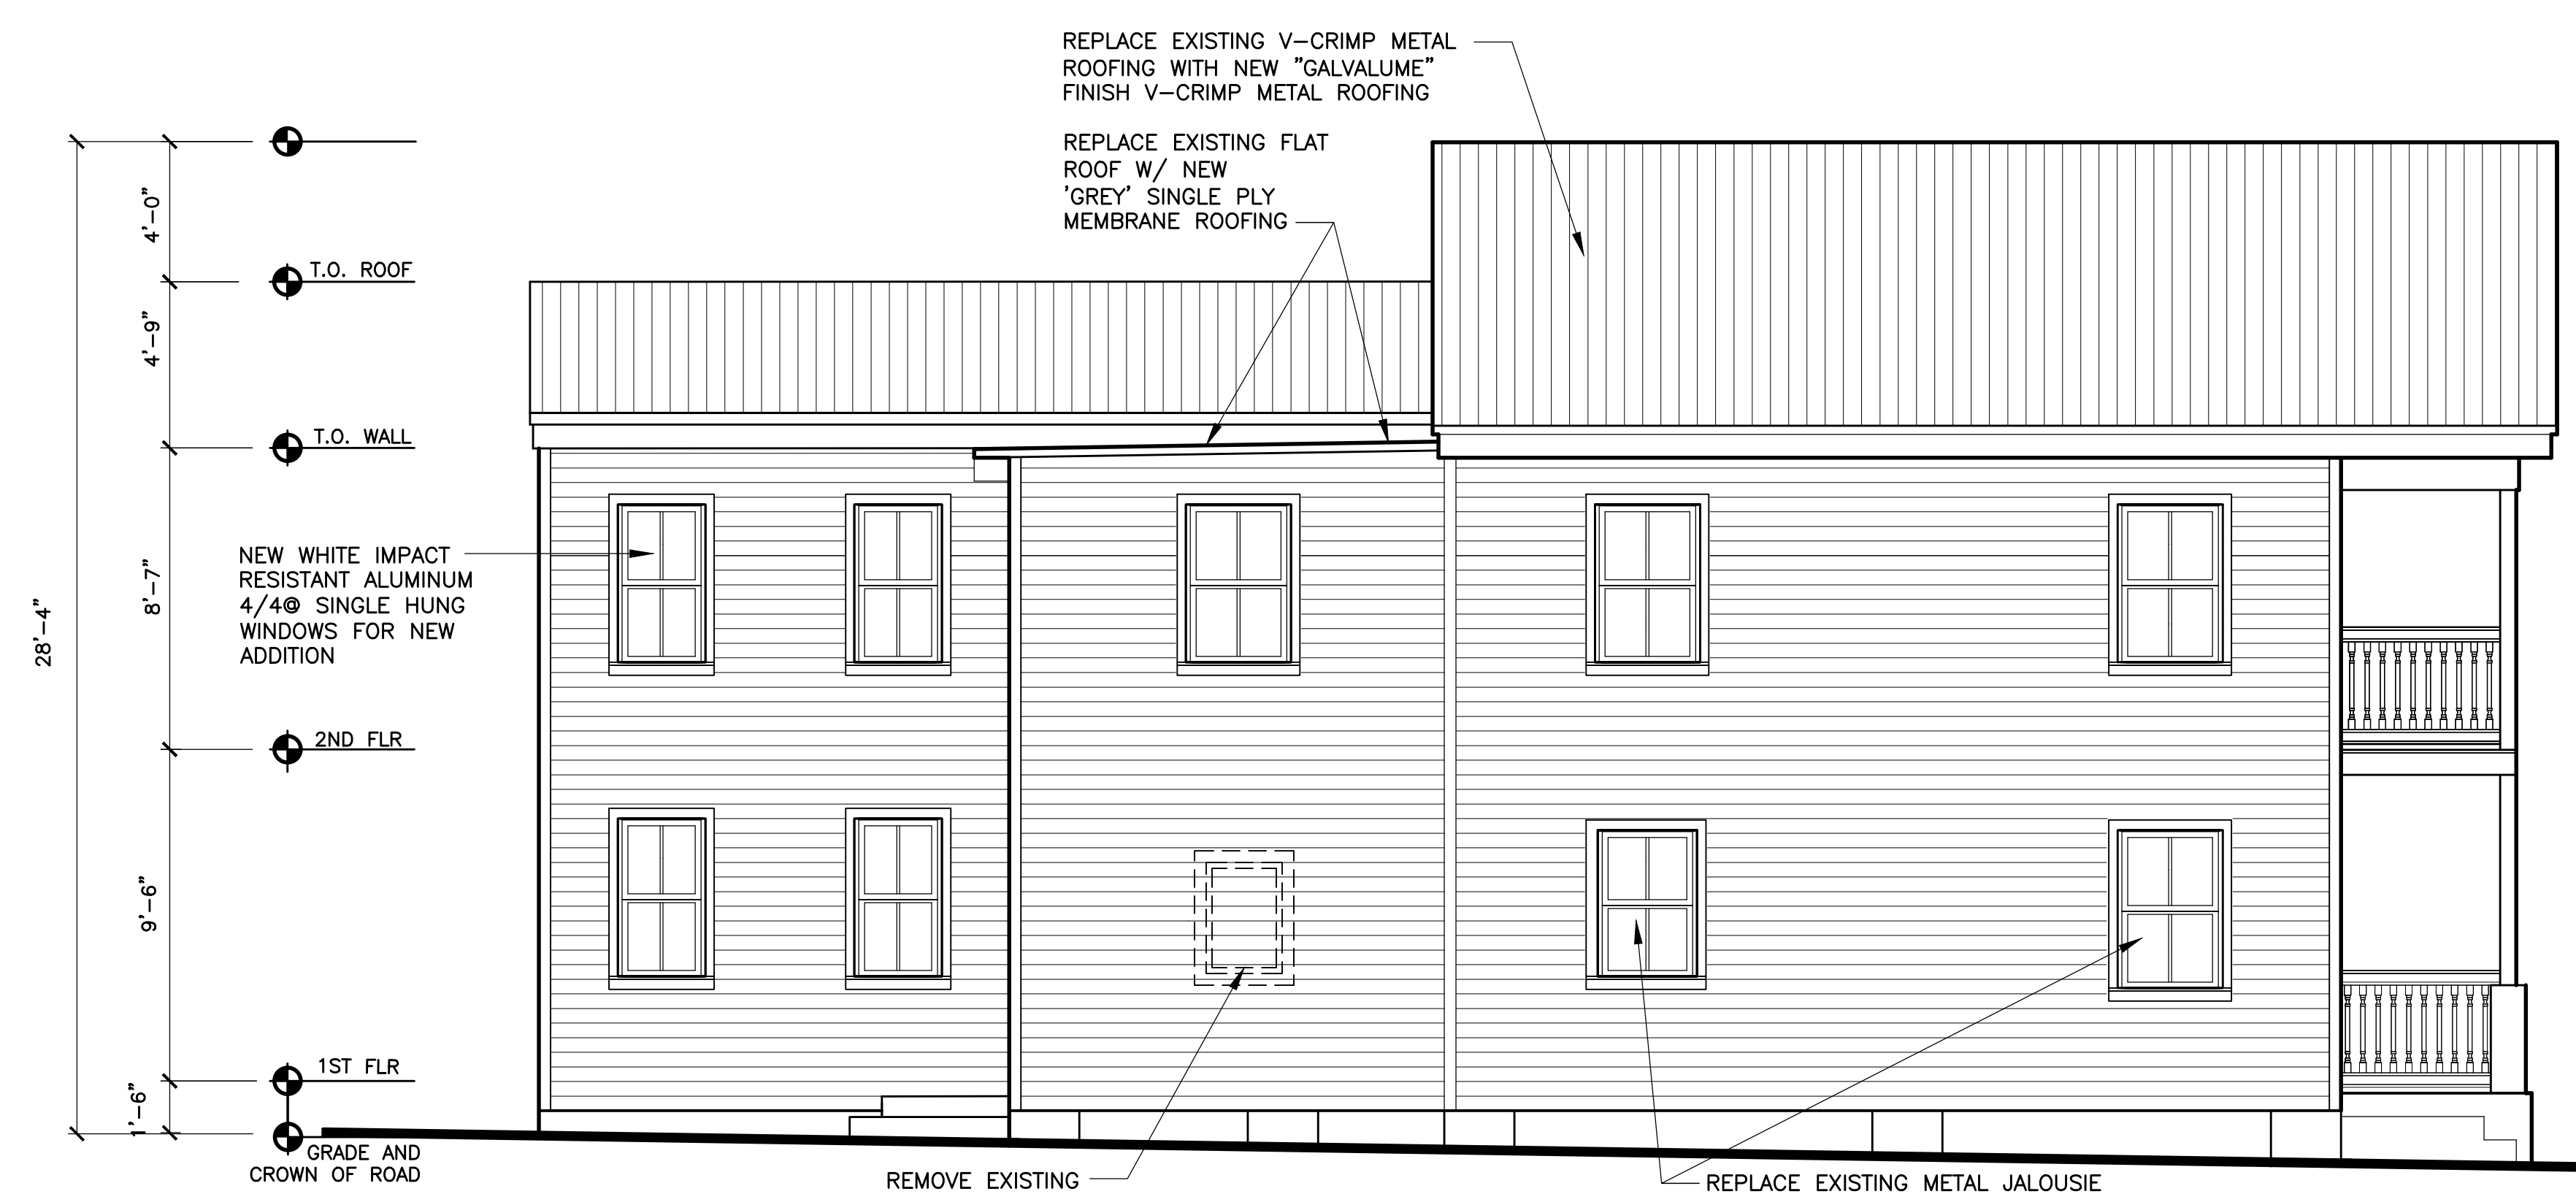 REPLACE EXISTING V-CRIMP METAL
ROOFING WITH NEW "GALVALUME"
FINISH V-CRIMP METAL ROOFING
REPLACE EXISTING FLAT
ROOF W/ NEW
'GREY' SINGLE PLY
MEMBRANE ROOFING
4'-0"
T.O. ROOF
4'-9"
T.O. WALL
NEW WHITE IMPACT
RESISTANT ALUMINUM
4/4@ SINGLE HUNG
WINDOWS FOR NEW
ADDITION
8'-7"
28'-4"
2ND FLR
9'-6"
1ST FLR
1'-6"
GRADE AND
CROWN OF ROAD
REMOVE EXISTING
REPLACE EXISTING METAL JALOUSIE